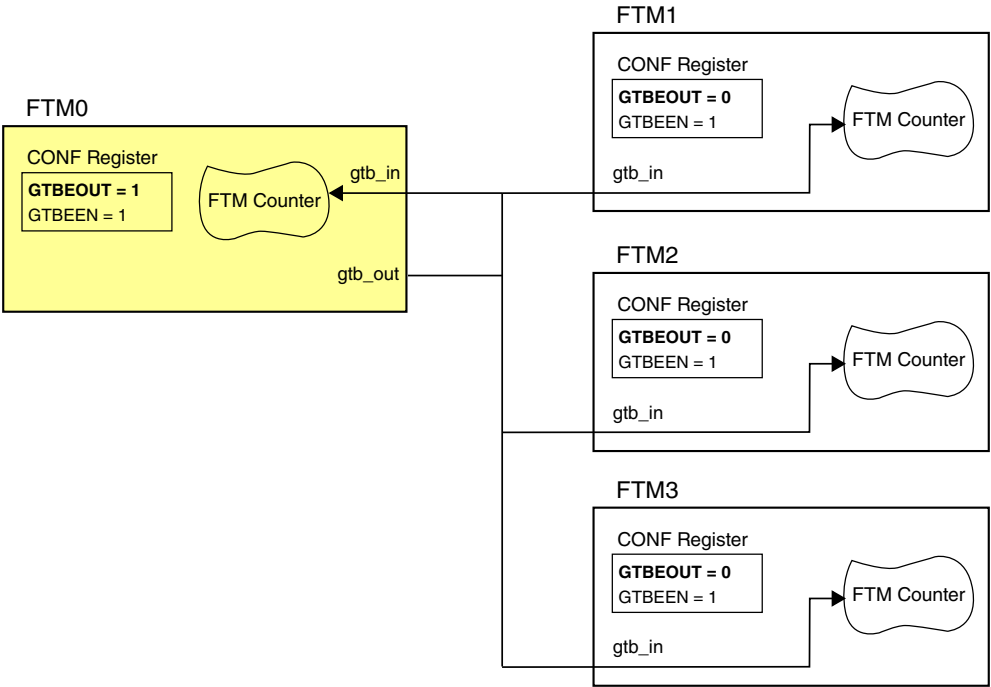 FTM0
CONF Register
GTBEOUT = 1
GTBEEN = 1
FTM Counter
gtb_in
gtb_out
FTM1
CONF Register
GTBEOUT = 0
GTBEEN = 1
FTM Counter
gtb_in
FTM2
CONF Register
GTBEOUT = 0
GTBEEN = 1
FTM Counter
gtb_in
FTM3
CONF Register
GTBEOUT = 0
GTBEEN = 1
FTM Counter
gtb_in